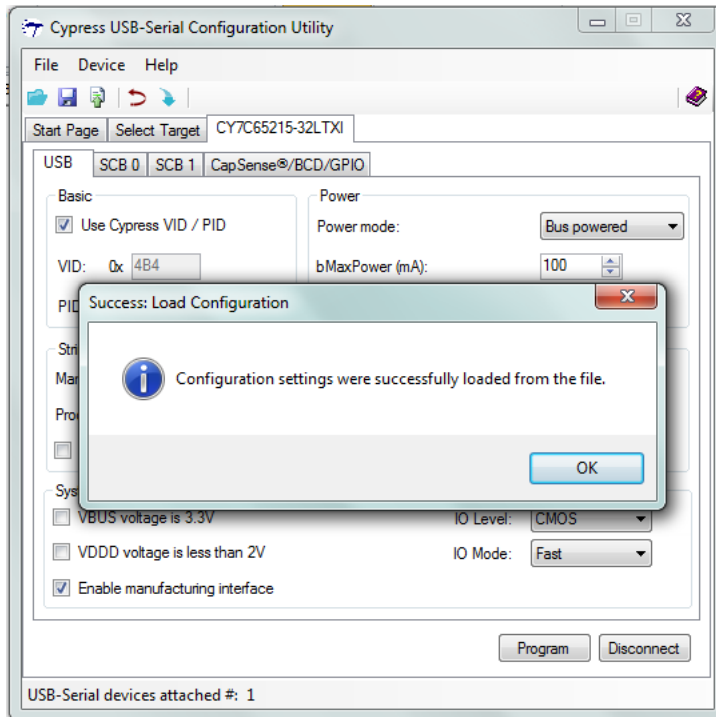 Cypress USB-Serial Configuration Utility
File Device Help
Start Page Select Target CY7C65215-32LTXI
USB SCB 0 SCB 1 CapSense®/BCD/GPIO
Basic Power
Use Cypress VID / PID Power mode: Bus powered
VID: 0x 4B4 bMaxPower (mA): 100
Success: Load Configuration
Configuration settings were successfully loaded from the file.
OK
VBUS voltage is 3.3V IO Level: CMOS
VDDD voltage is less than 2V IO Mode: Fast
Enable manufacturing interface
Program Disconnect
USB-Serial devices attached #: 1